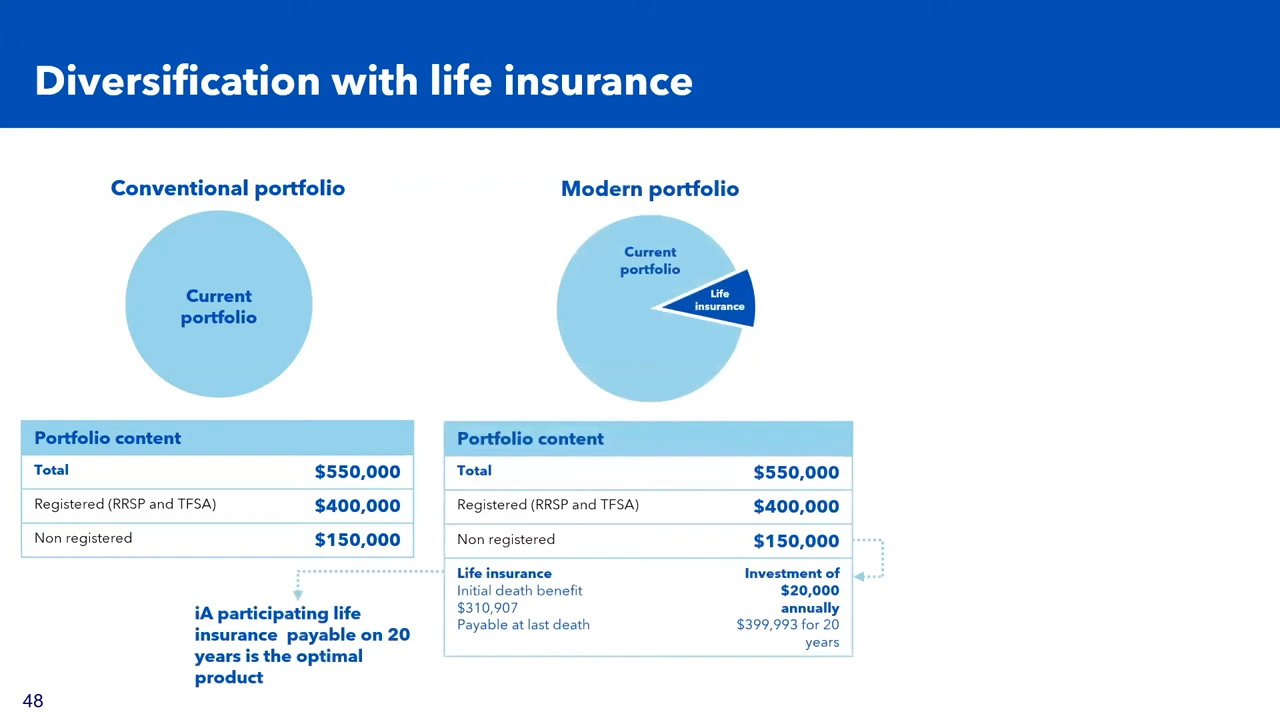 Diversification with life insurance
Conventional portfolio
Current
portfolio
Portfolio content
Total $550,000
Registered (RRSP and TFSA) $400,000
Non registered $150,000
iA participating life
insurance payable on 20
years is the optimal
product
Modern portfolio
Current
portfolio
Life
insurance
Portfolio content
Total $550,000
Registered (RRSP and TFSA) $400,000
Non registered $150,000
Life insurance
Initial death benefit
$310,907
Payable at last death
Investment of
$20,000
annually
$399,993 for 20
years
48